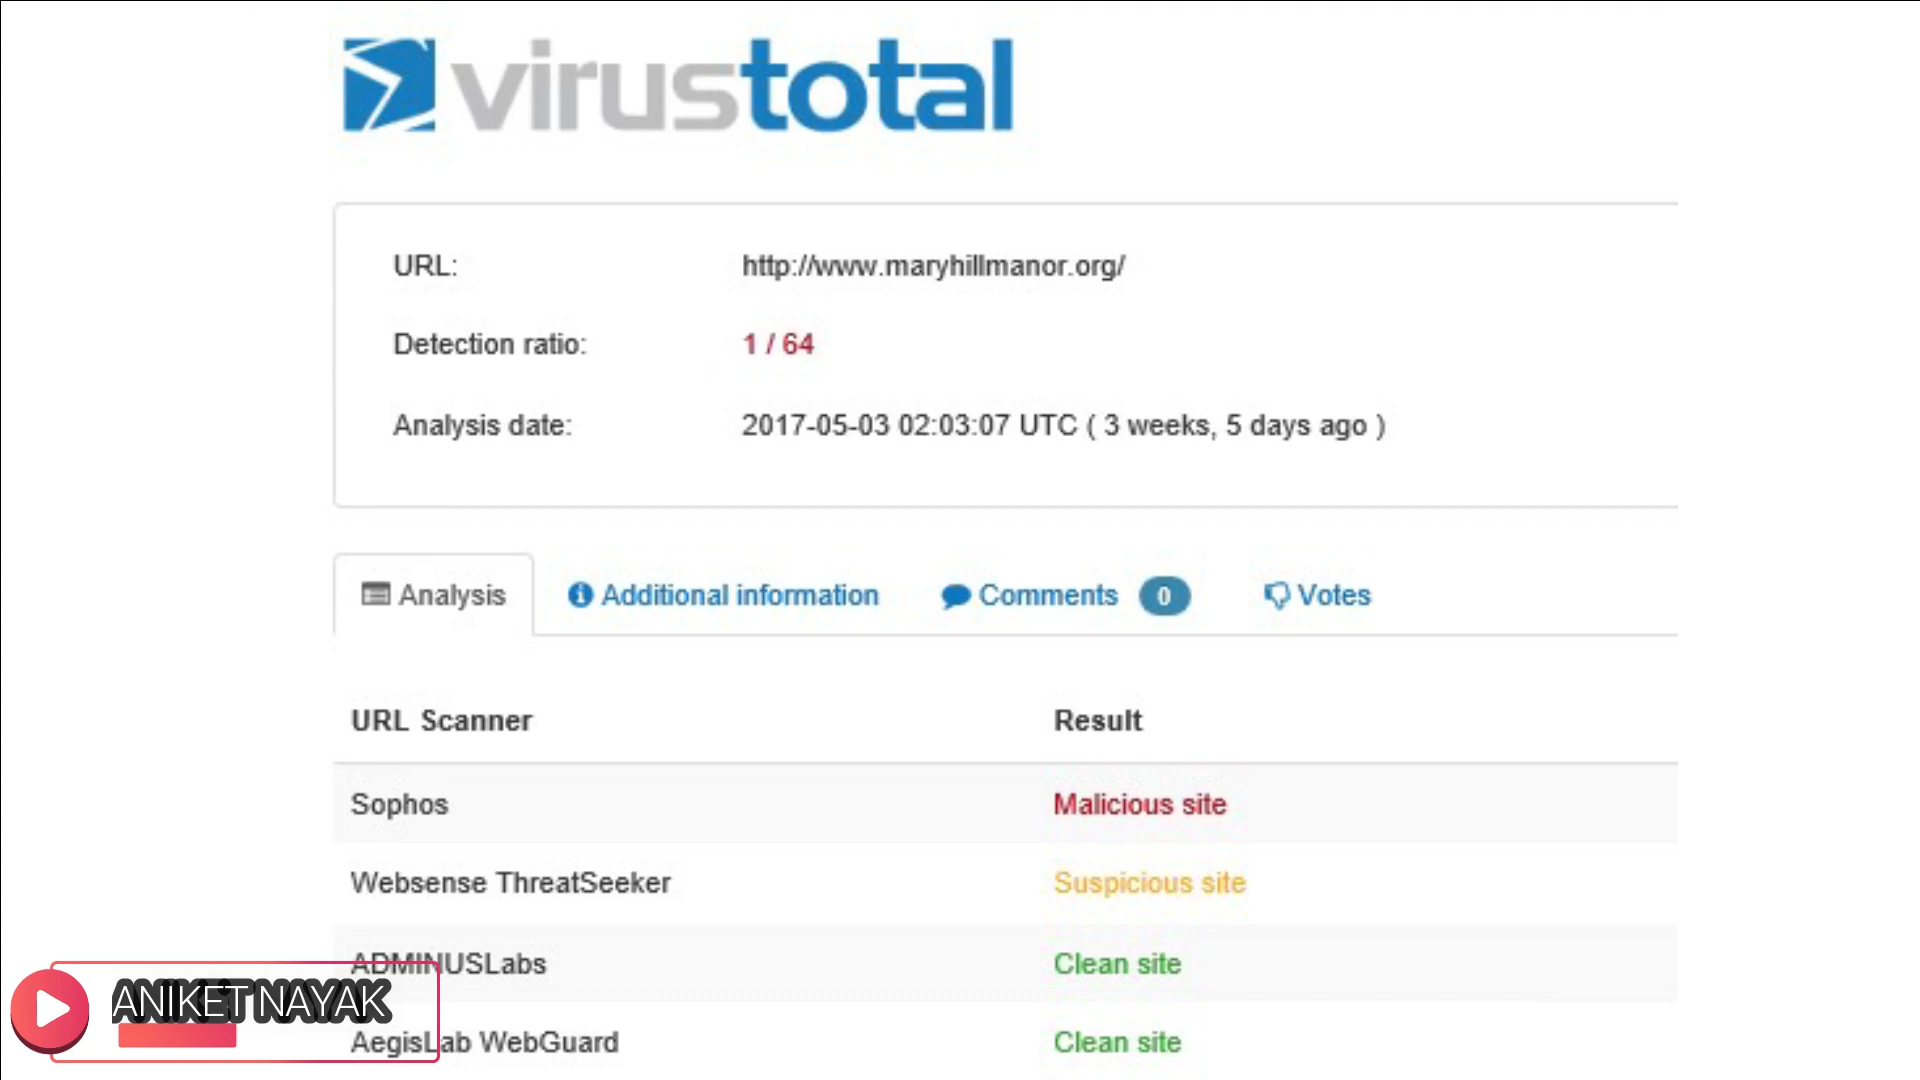 virustotal
URL: http://www.maryhillmanor.org/
Detection ratio: 1 / 64
Analysis date: 2017-05-03 02:03:07 UTC ( 3 weeks, 5 days ago )
Analysis Additional information Comments 0 Votes
URL Scanner Result
Sophos Malicious site
Websense ThreatSeeker Suspicious site
ADMINUSLabs Clean site
ANIKET NAYAK
AegisLab WebGuard Clean site